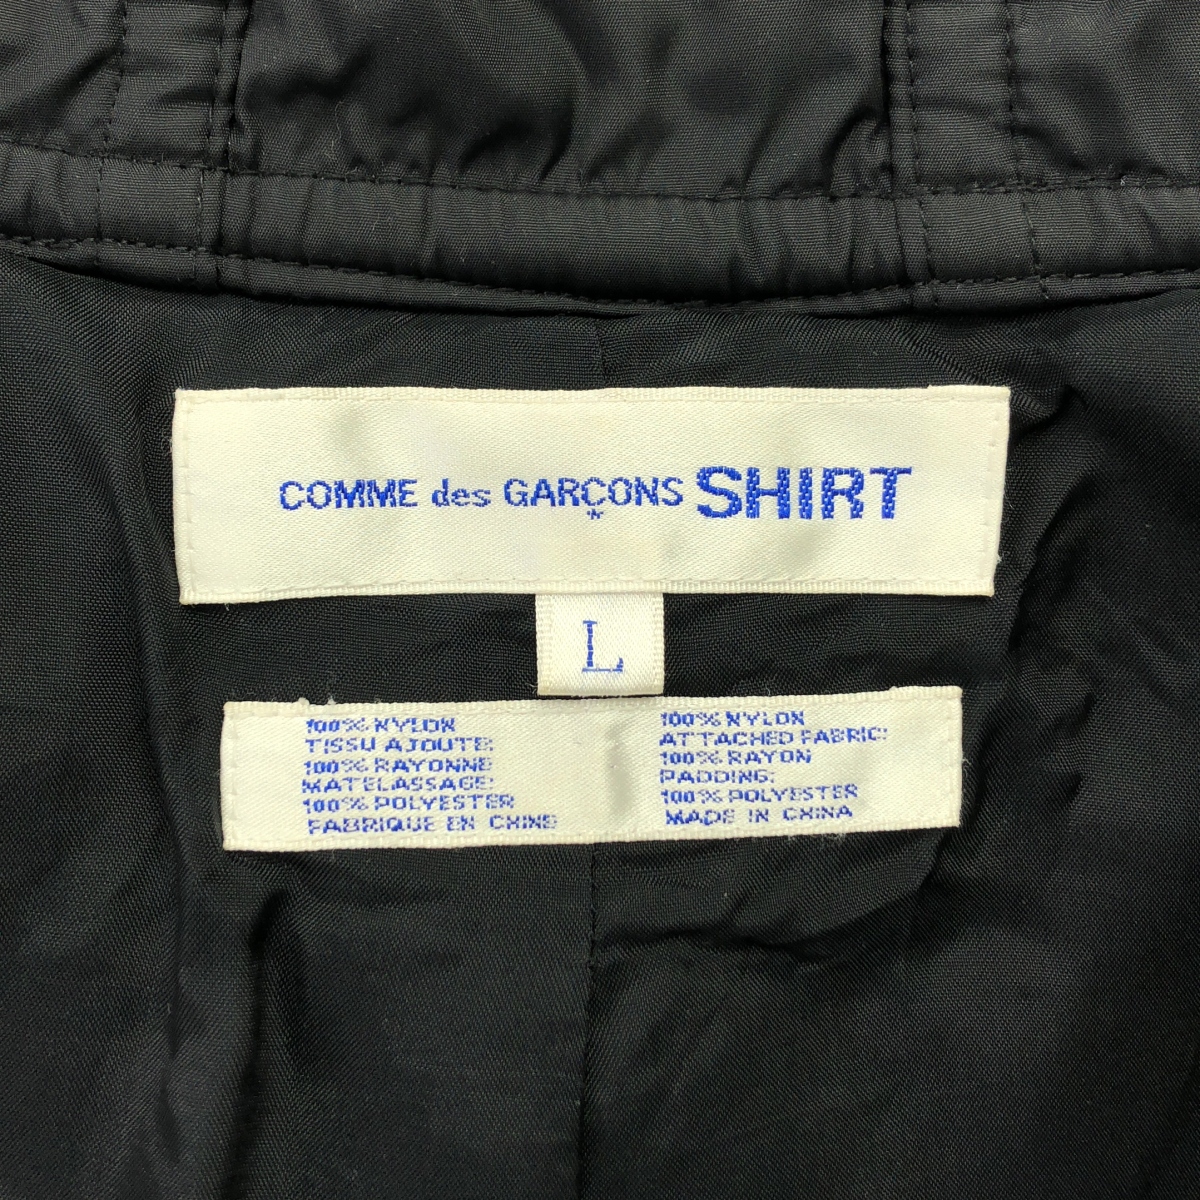 COMME des GARÇONS SHIRT
*
L
100% NYLON
TISSU AJOUTE:
100% RAYONNE
MATELASSAGE:
100% POLYESTER
FABRIQUE EN CHINE
100% NYLON
ATTACHED FABRIC:
100% RAYON
PADDING:
100% POLYESTER
MADE IN CHINA